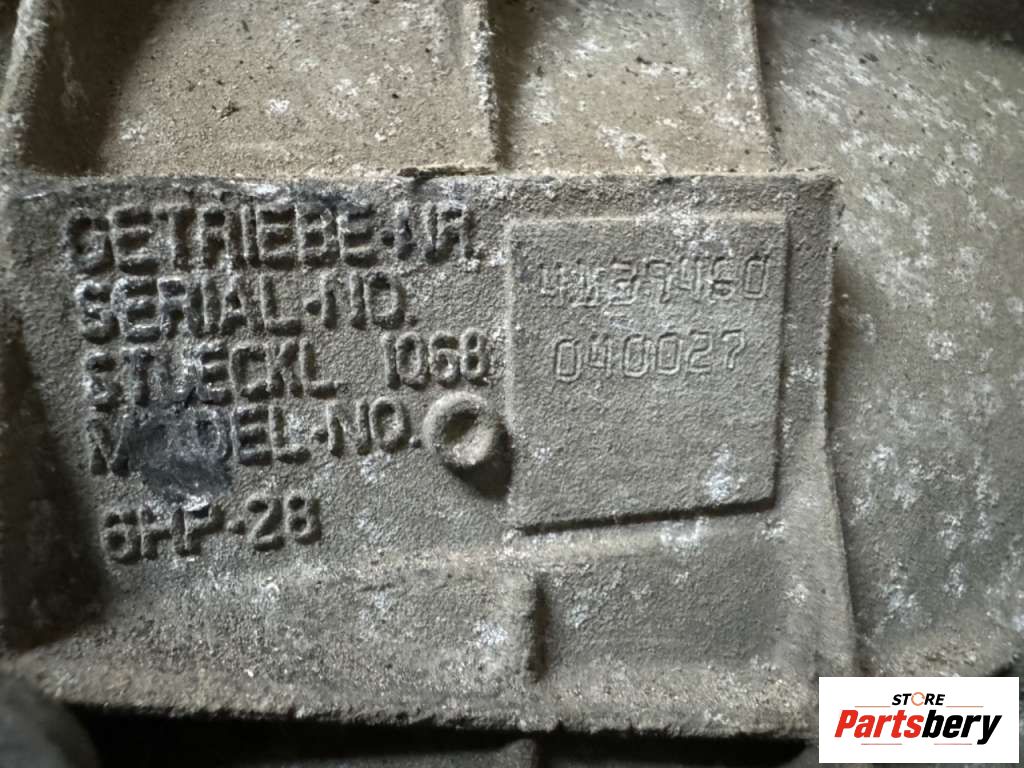 GETRIEBE-NR.
SERIAL-NO.
STUECKL 1068
MODEL-NO.
6HP-28
040027
STORE
Partsbery